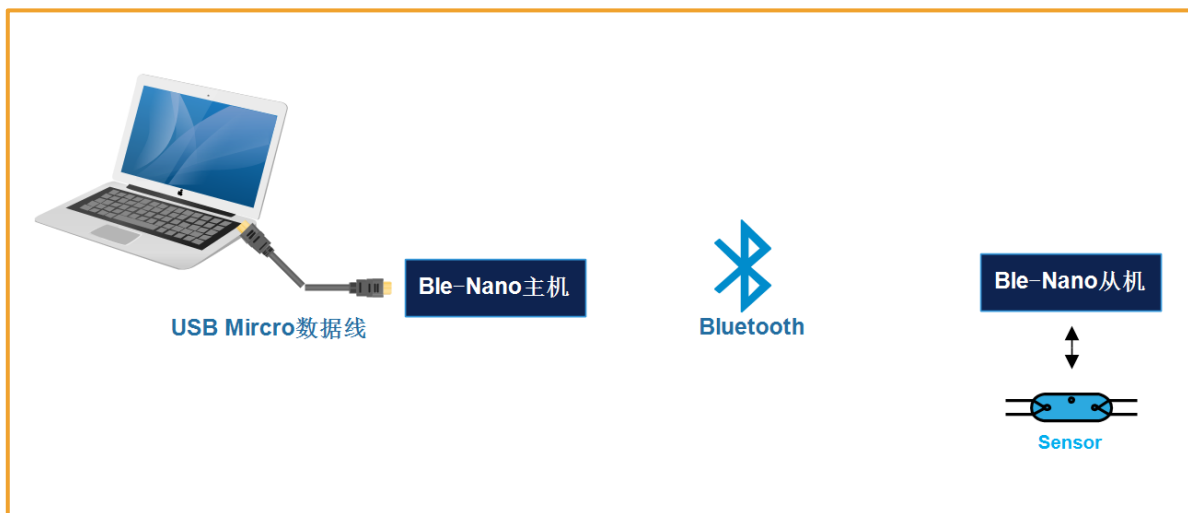 Ble-Nano主机
Ble-Nano从机
USB Mircro数据线
Bluetooth
Sensor